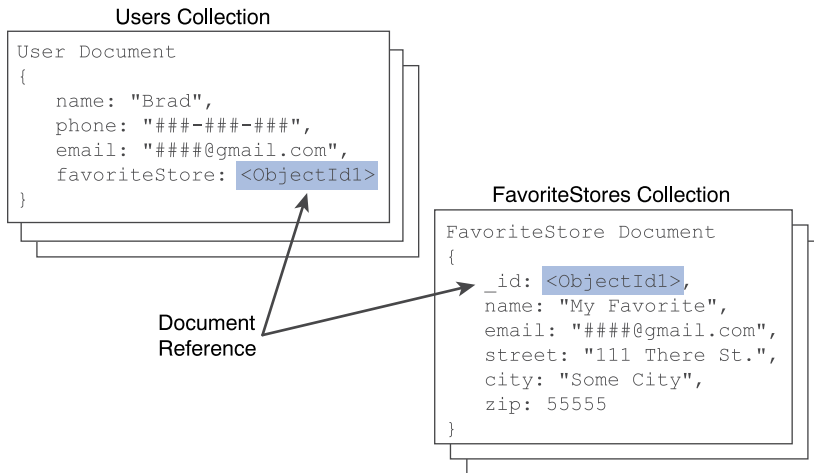 Users Collection
User Document
{
name: "Brad",
phone: "###-###-###",
email: "####@gmail.com",
favoriteStore: <ObjectId1>
}
FavoriteStores Collection
FavoriteStore Document
{
_id: <ObjectId1>,
name: "My Favorite",
email: "####@gmail.com",
street: "111 There St.",
city: "Some City",
zip: 55555
}
Document
Reference